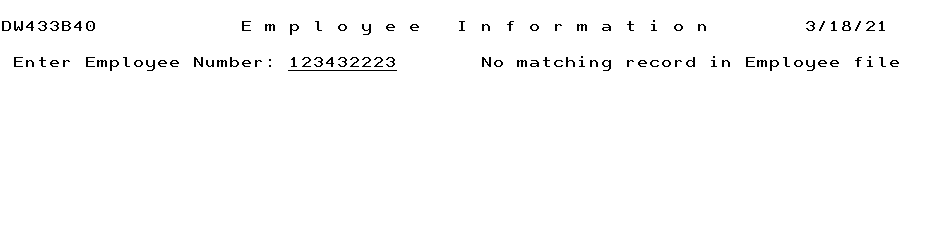 DW433B40 E m p l o y e e  I n f o r m a t i o n 3/18/21
Enter Employee Number: 123432223 No matching record in Employee file